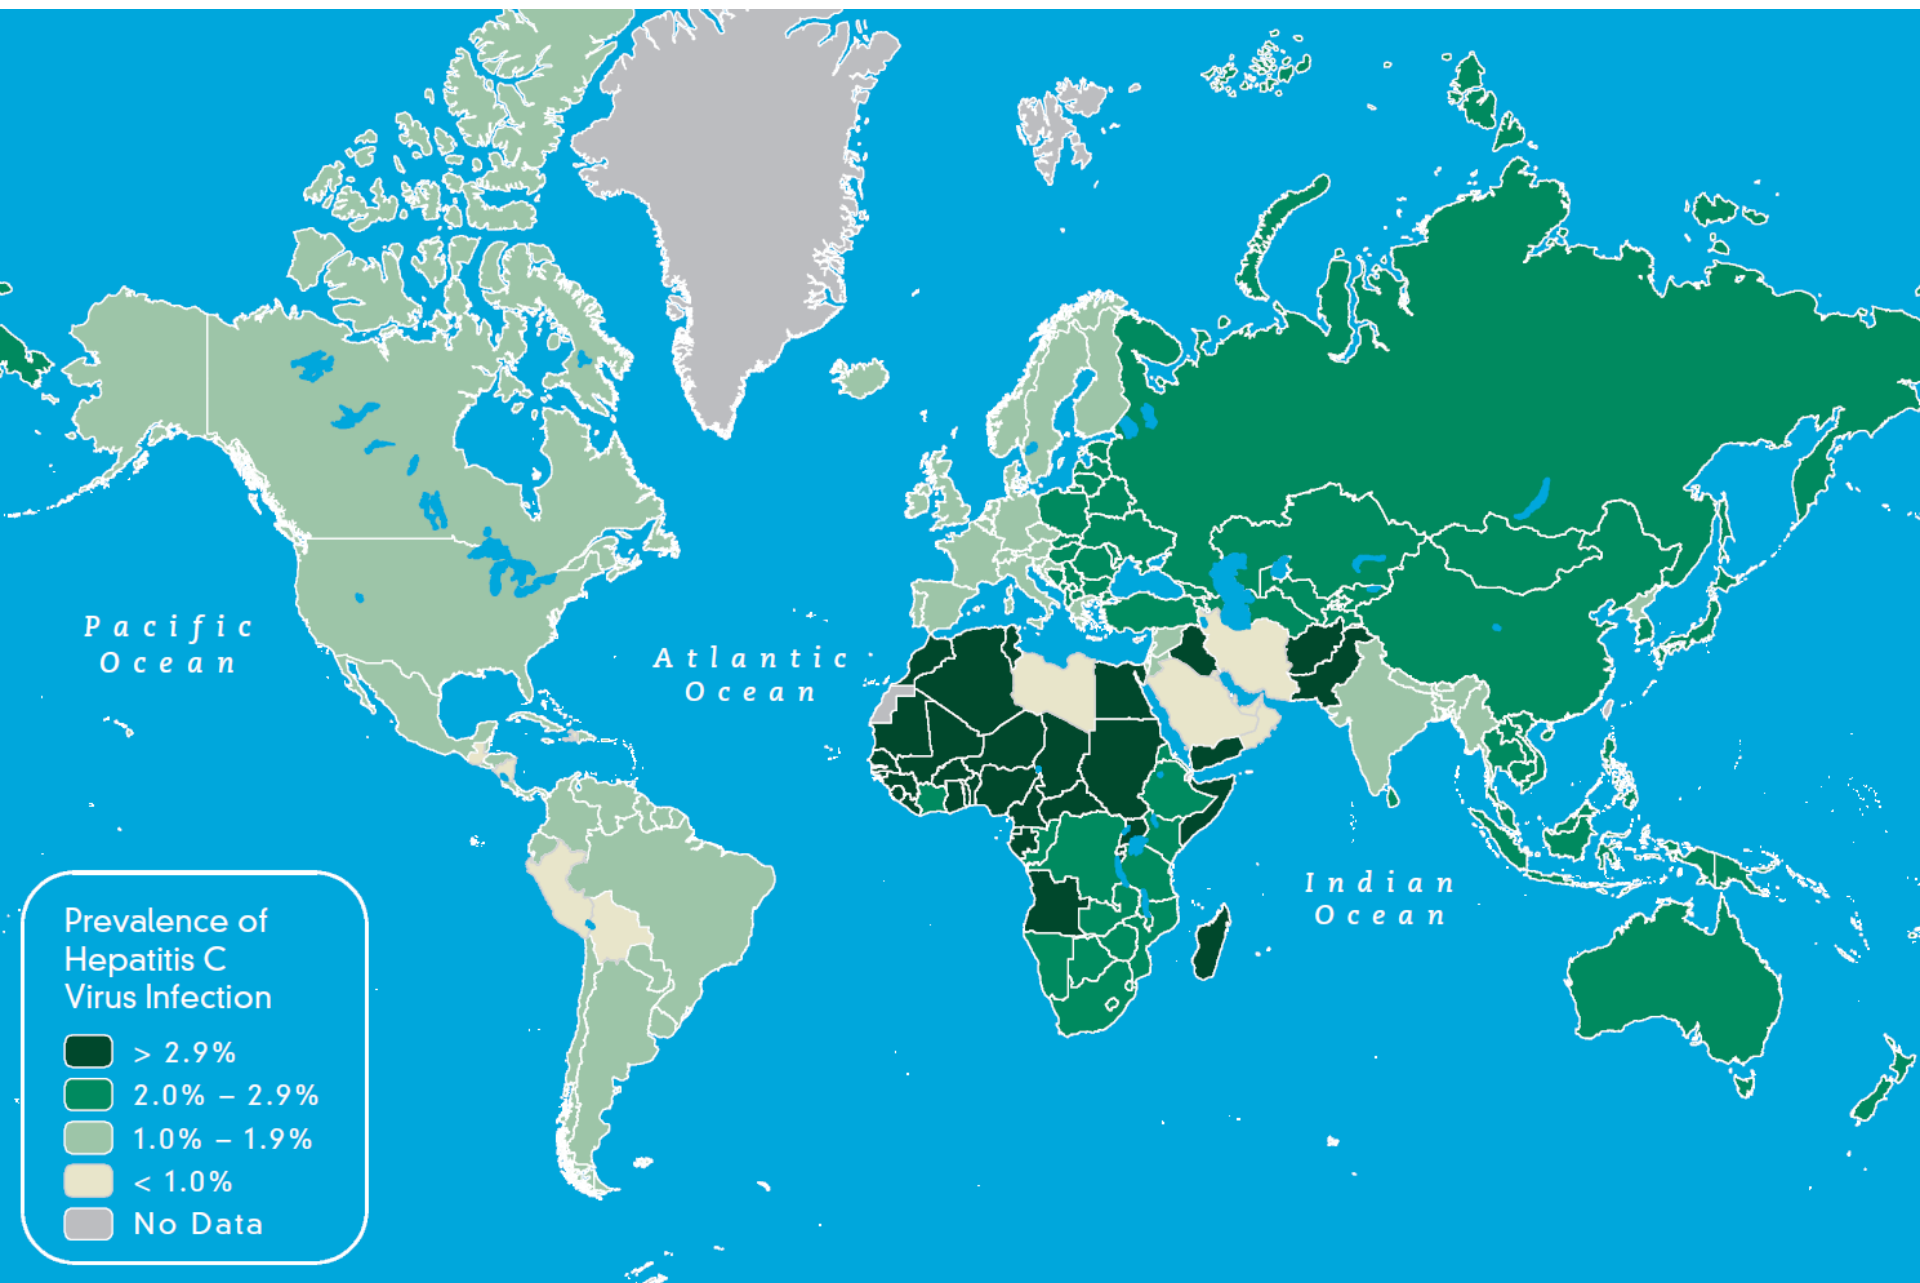 Pacific
Ocean
Atlantic
Ocean
Indian
Ocean
Prevalence of
Hepatitis C
Virus Infection
> 2.9%
2.0% – 2.9%
1.0% – 1.9%
< 1.0%
No Data